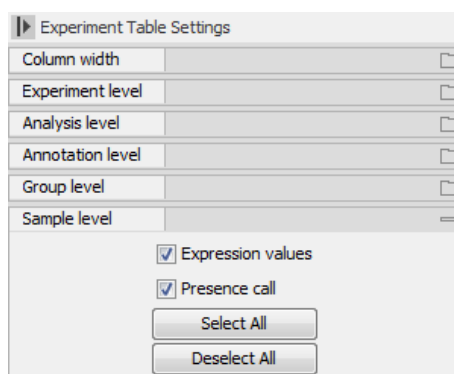 Experiment Table Settings
Column width
Experiment level
Analysis level
Annotation level
Group level
Sample level
Expression values
Presence call
Select All
Deselect All